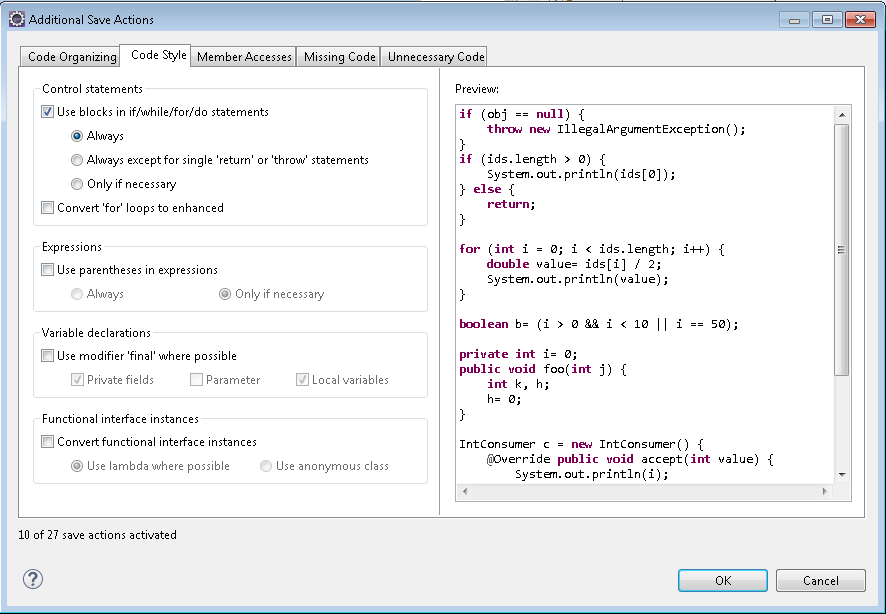 Additional Save Actions
Code Organizing Code Style Member Accesses Missing Code Unnecessary Code
Control statements
Use blocks in if/while/for/do statements
Always
Always except for single 'return' or 'throw' statements
Only if necessary
Convert 'for' loops to enhanced
Expressions
Use parentheses in expressions
Always Only if necessary
Variable declarations
Use modifier 'final' where possible
Private fields Parameter Local variables
Functional interface instances
Convert functional interface instances
Use lambda where possible Use anonymous class
Preview:
if (obj == null) {
    throw new IllegalArgumentException();
}
if (ids.length > 0) {
    System.out.println(ids[0]);
} else {
    return;
}

for (int i = 0; i < ids.length; i++) {
    double value= ids[i] / 2;
    System.out.println(value);
}

boolean b= (i > 0 && i < 10 || i == 50);

private int i= 0;
public void foo(int j) {
    int k, h;
    h= 0;
}

IntConsumer c = new IntConsumer() {
    @Override public void accept(int value) {
        System.out.println(i);
10 of 27 save actions activated
?
OK Cancel